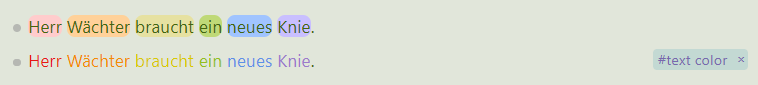 Herr Wächter braucht ein neues Knie.
Herr Wächter braucht ein neues Knie.
#text color ×